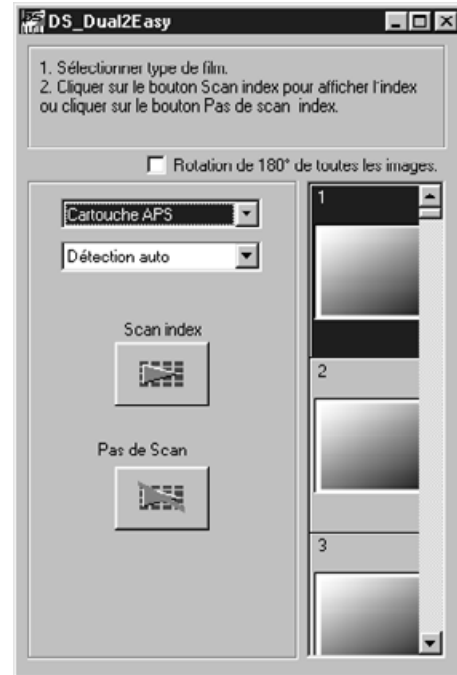 DS_Dual2Easy
1. Sélectionner type de film.
2. Cliquer sur le bouton Scan index pour afficher l'index
ou cliquer sur le bouton Pas de scan index.
Rotation de 180° de toutes les images.
Cartouche APS
Détection auto
Scan index
Pas de Scan
1
2
3